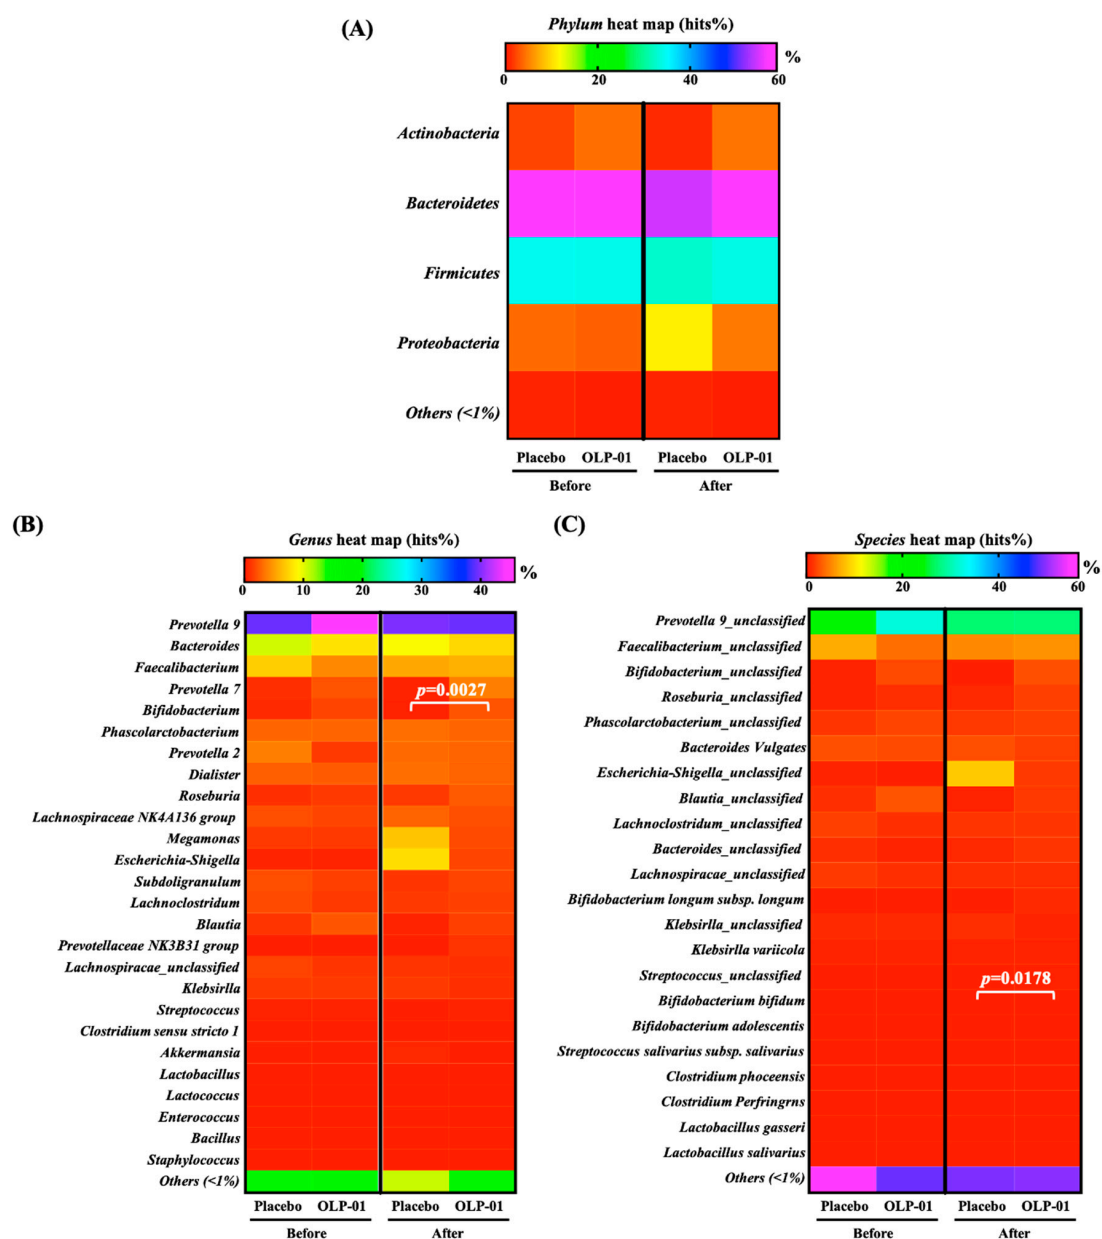 (A)
Phylum heat map (hits%)
%
0 20 40 60
Actinobacteria
Bacteroidetes
Firmicutes
Proteobacteria
Others (<1%)
Placebo OLP-01 Placebo OLP-01
Before After
(B)
Genus heat map (hits%)
%
0 10 20 30 40
Prevotella 9
Bacteroides
Faecalibacterium
Prevotella 7
p=0.0027
Bifidobacterium
Phascolarctobacterium
Prevotella 2
Dialister
Roseburia
Lachnospiraceae NK4A136 group
Megamonas
Escherichia-Shigella
Subdoligranulum
Lachnoclostridum
Blautia
Prevotellaceae NK3B31 group
Lachnospiracae_unclassified
Klebsirlla
Streptococcus
Clostridium sensu stricto 1
Akkermansia
Lactobacillus
Lactococcus
Enterococcus
Bacillus
Staphylococcus
Others (<1%)
Placebo OLP-01 Placebo OLP-01
Before After
(C)
Species heat map (hits%)
%
0 20 40 60
Prevotella 9_unclassified
Faecalibacterium_unclassified
Bifidobacterium_unclassified
Roseburia_unclassified
Phascolarctobacterium_unclassified
Bacteroides Vulgates
Escherichia-Shigella_unclassified
Blautia_unclassified
Lachnoclostridum_unclassified
Bacteroides_unclassified
Lachnospiracae_unclassified
Bifidobacterium longum subsp. longum
Klebsirlla_unclassified
Klebsirlla variicola
Streptococcus_unclassified
p=0.0178
Bifidobacterium bifidum
Bifidobacterium adolescentis
Streptococcus salivarius subsp. salivarius
Clostridium phoceensis
Clostridium Perfringrns
Lactobacillus gasseri
Lactobacillus salivarius
Others (<1%)
Placebo OLP-01 Placebo OLP-01
Before After